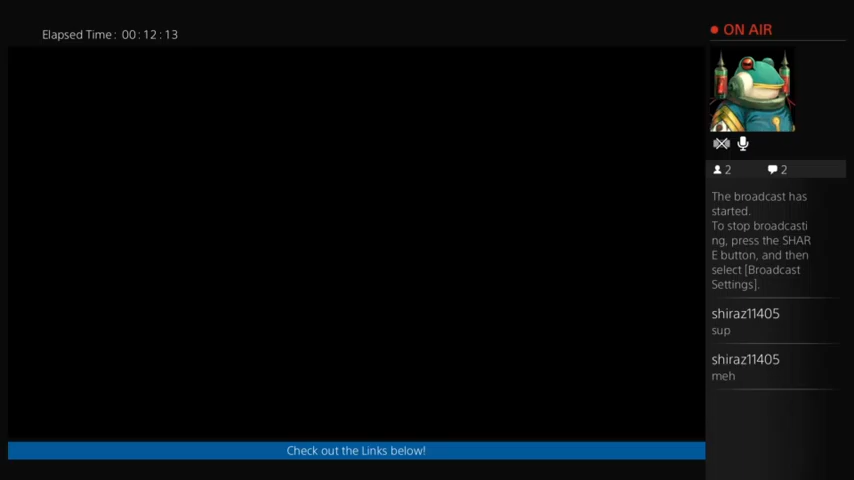 Elapsed Time : 00 : 12 : 13
ON AIR
2 2
The broadcast has
started.
To stop broadcasti
ng, press the SHAR
E button, and then
select [Broadcast
Settings].
shiraz11405
sup
shiraz11405
meh
Check out the Links below!